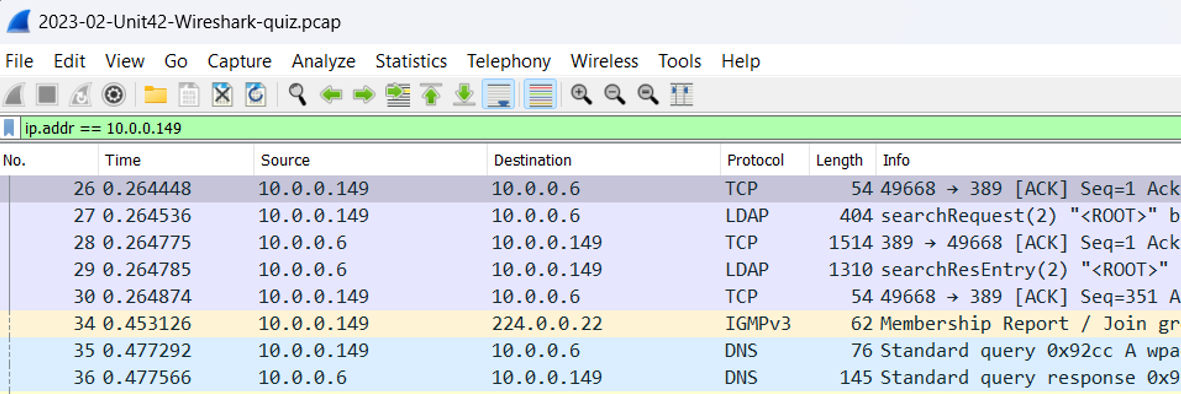 2023-02-Unit42-Wireshark-quiz.pcap
File Edit View Go Capture Analyze Statistics Telephony Wireless Tools Help
ip.addr == 10.0.0.149
No. Time Source Destination Protocol Length Info
26 0.264448 10.0.0.149 10.0.0.6 TCP 54 49668 → 389 [ACK] Seq=1 Ack
27 0.264536 10.0.0.149 10.0.0.6 LDAP 404 searchRequest(2) "<ROOT>" b
28 0.264775 10.0.0.6 10.0.0.149 TCP 1514 389 → 49668 [ACK] Seq=1 Ack
29 0.264785 10.0.0.6 10.0.0.149 LDAP 1310 searchResEntry(2) "<ROOT>"
30 0.264874 10.0.0.149 10.0.0.6 TCP 54 49668 → 389 [ACK] Seq=351 A
34 0.453126 10.0.0.149 224.0.0.22 IGMPv3 62 Membership Report / Join gr
35 0.477292 10.0.0.149 10.0.0.6 DNS 76 Standard query 0x92cc A wpa
36 0.477566 10.0.0.6 10.0.0.149 DNS 145 Standard query response 0x9